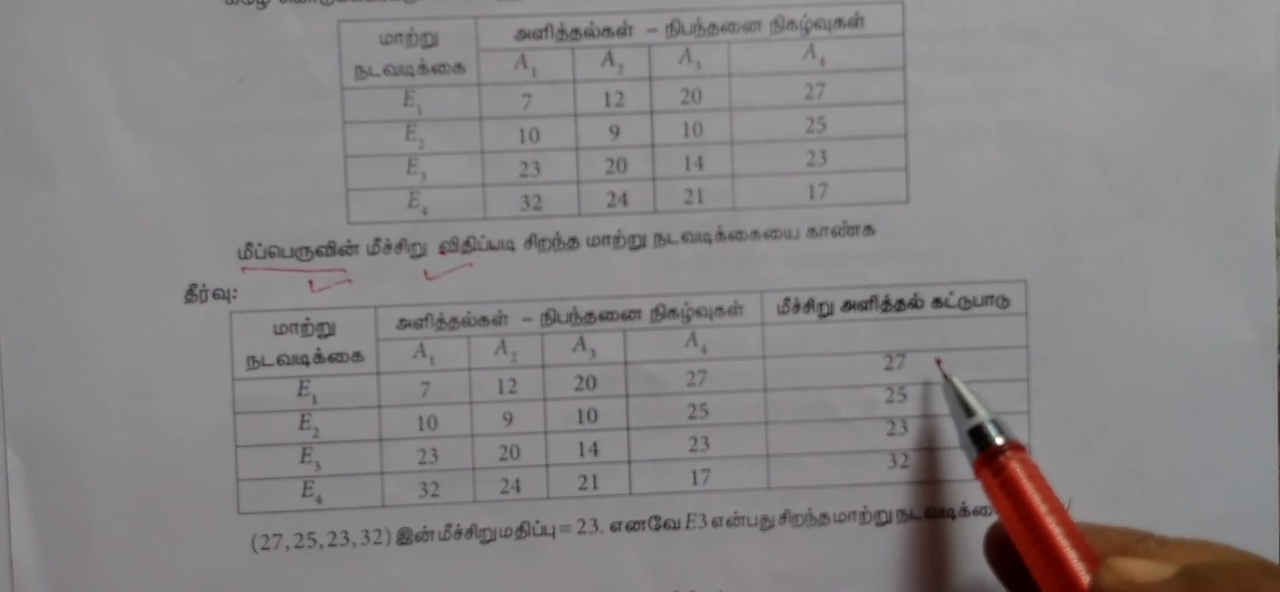 மாற்று நடவடிக்கை அளித்தல்கள் – நிபந்தனை நிகழ்வுகள்
A₁ A₂ A₃ A₄
E₁ 7 12 20 27
E₂ 10 9 10 25
E₃ 23 20 14 23
E₄ 32 24 21 17
மீப்பெருவின் மீச்சிறு விதிப்படி சிறந்த மாற்று நடவடிக்கையை காண்க
தீர்வு:
மாற்று நடவடிக்கை அளித்தல்கள் – நிபந்தனை நிகழ்வுகள் மீச்சிறு அளித்தல் கட்டுபாடு
A₁ A₂ A₃ A₄
E₁ 7 12 20 27 27
E₂ 10 9 10 25 25
E₃ 23 20 14 23 23
E₄ 32 24 21 17 32
(27, 25, 23, 32) இன் மீச்சிறு மதிப்பு = 23. எனவே E3 என்பது சிறந்த மாற்று